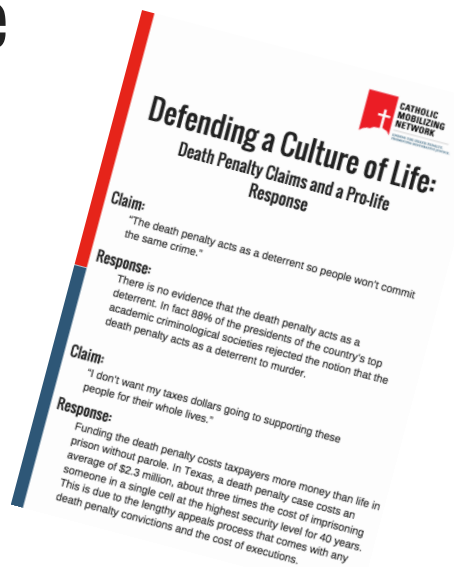 e
CATHOLIC
MOBILIZING
NETWORK
Defending a Culture of Life:
Death Penalty Claims and a Pro-life
Response
Claim:
"The death penalty acts as a deterrent so people won't commit
the same crime."
Response:
There is no evidence that the death penalty acts as a
deterrent. In fact 88% of the presidents of the country's top
academic criminological societies rejected the notion that the
death penalty acts as a deterrent to murder.
Claim:
"I don't want my taxes dollars going to supporting these
people for their whole lives."
Response:
Funding the death penalty costs taxpayers more money than life in
prison without parole. In Texas, a death penalty case costs an
average of $2.3 million, about three times the cost of imprisoning
someone in a single cell at the highest security level for 40 years.
This is due to the lengthy appeals process that comes with any
death penalty convictions and the cost of executions.